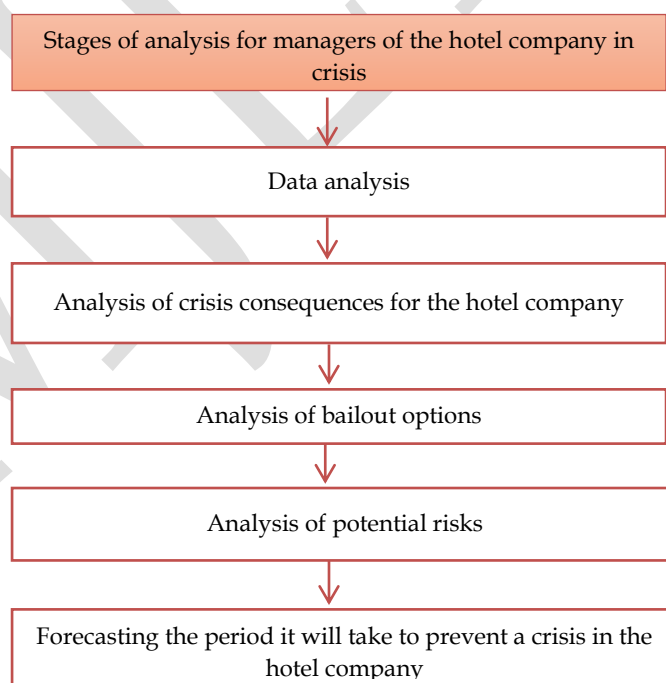 Stages of analysis for managers of the hotel company in
crisis
Data analysis
Analysis of crisis consequences for the hotel company
Analysis of bailout options
Analysis of potential risks
Forecasting the period it will take to prevent a crisis in the
hotel company